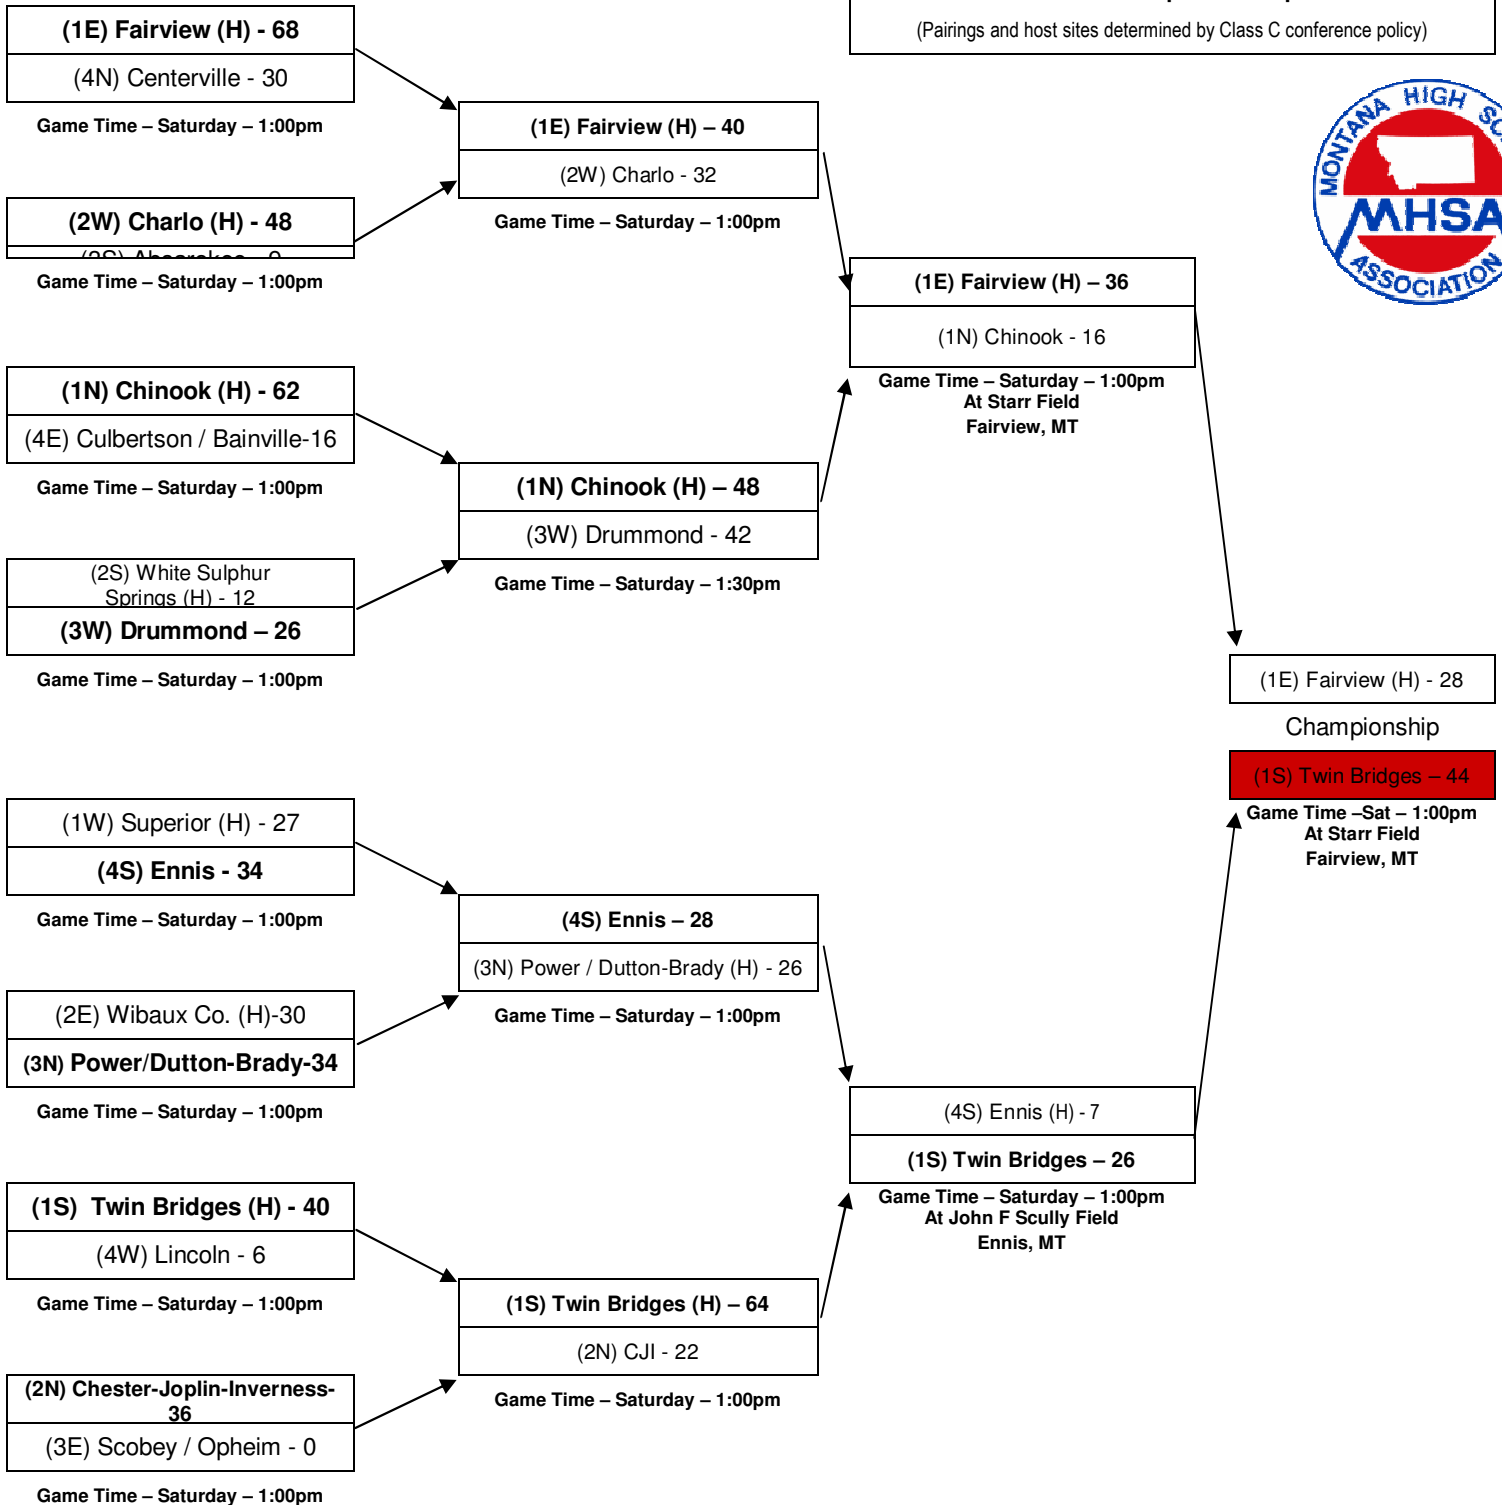 (Pairings and host sites determined by Class C conference policy)
MONTANA HIGH
MHSA
ASSOCIATION
(1E) Fairview (H) - 68
(4N) Centerville - 30
Game Time – Saturday – 1:00pm
(2W) Charlo (H) - 48
Game Time – Saturday – 1:00pm
(1N) Chinook (H) - 62
(4E) Culbertson / Bainville-16
Game Time – Saturday – 1:00pm
(2S) White Sulphur
Springs (H) - 12
(3W) Drummond – 26
Game Time – Saturday – 1:00pm
(1W) Superior (H) - 27
(4S) Ennis - 34
Game Time – Saturday – 1:00pm
(2E) Wibaux Co. (H)-30
(3N) Power/Dutton-Brady-34
Game Time – Saturday – 1:00pm
(1S) Twin Bridges (H) - 40
(4W) Lincoln - 6
Game Time – Saturday – 1:00pm
(2N) Chester-Joplin-Inverness-
36
(3E) Scobey / Opheim - 0
Game Time – Saturday – 1:00pm
(1E) Fairview (H) – 40
(2W) Charlo - 32
Game Time – Saturday – 1:00pm
(1N) Chinook (H) – 48
(3W) Drummond - 42
Game Time – Saturday – 1:30pm
(4S) Ennis – 28
(3N) Power / Dutton-Brady (H) - 26
Game Time – Saturday – 1:00pm
(1S) Twin Bridges (H) – 64
(2N) CJI - 22
Game Time – Saturday – 1:00pm
(1E) Fairview (H) – 36
(1N) Chinook - 16
Game Time – Saturday – 1:00pm
At Starr Field
Fairview, MT
(4S) Ennis (H) - 7
(1S) Twin Bridges – 26
Game Time – Saturday – 1:00pm
At John F Scully Field
Ennis, MT
(1E) Fairview (H) - 28
Championship
(1S) Twin Bridges – 44
Game Time –Sat – 1:00pm
At Starr Field
Fairview, MT